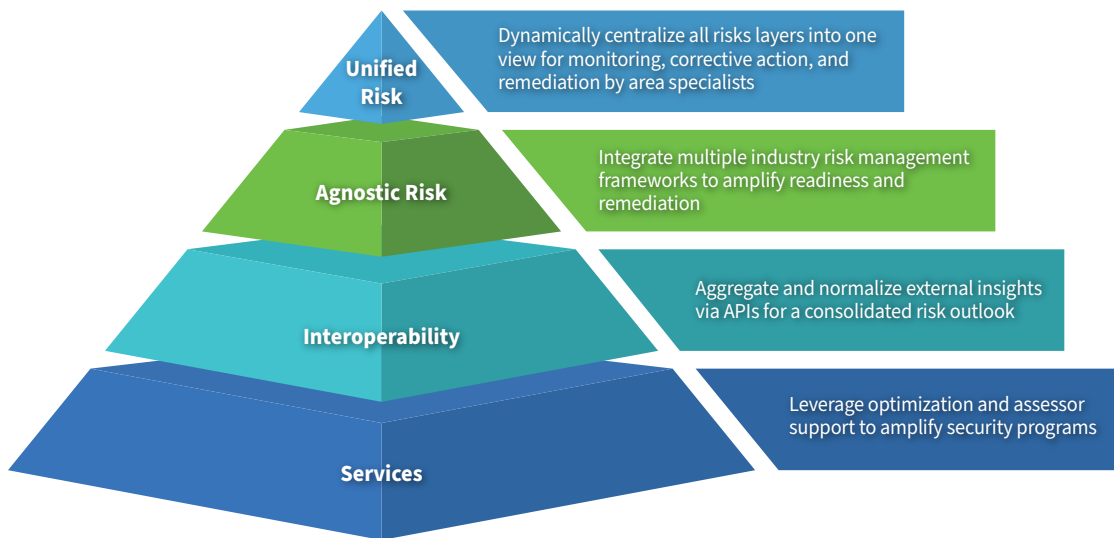 Unified
Risk
Dynamically centralize all risks layers into one
view for monitoring, corrective action, and
remediation by area specialists
Agnostic Risk
Integrate multiple industry risk management
frameworks to amplify readiness and
remediation
Interoperability
Aggregate and normalize external insights
via APIs for a consolidated risk outlook
Services
Leverage optimization and assessor
support to amplify security programs